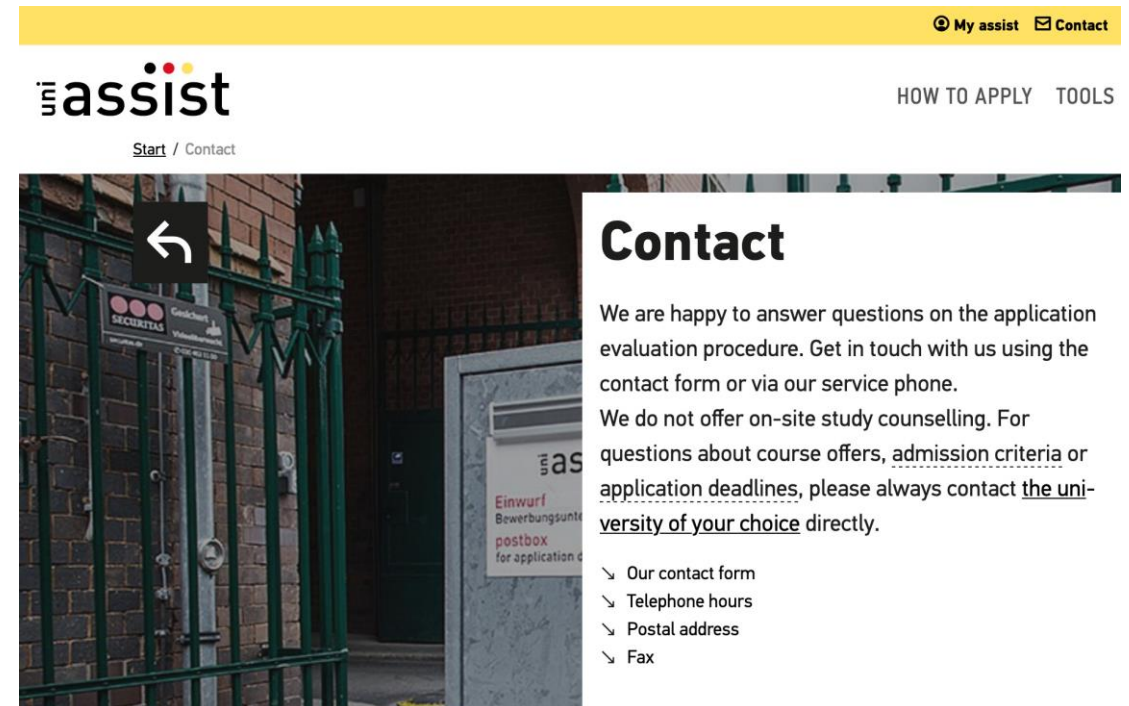 My assist Contact
uni assist
HOW TO APPLY TOOLS
Start / Contact
SECURITAS
Gesichert
Videoüberwacht
securitas.de
Contact
We are happy to answer questions on the application
evaluation procedure. Get in touch with us using the
contact form or via our service phone.
We do not offer on-site study counselling. For
questions about course offers, admission criteria or
application deadlines, please always contact the uni-
versity of your choice directly.
Our contact form
Telephone hours
Postal address
Fax
uni as
Einwurf
Bewerbungsunte
postbox
for application d